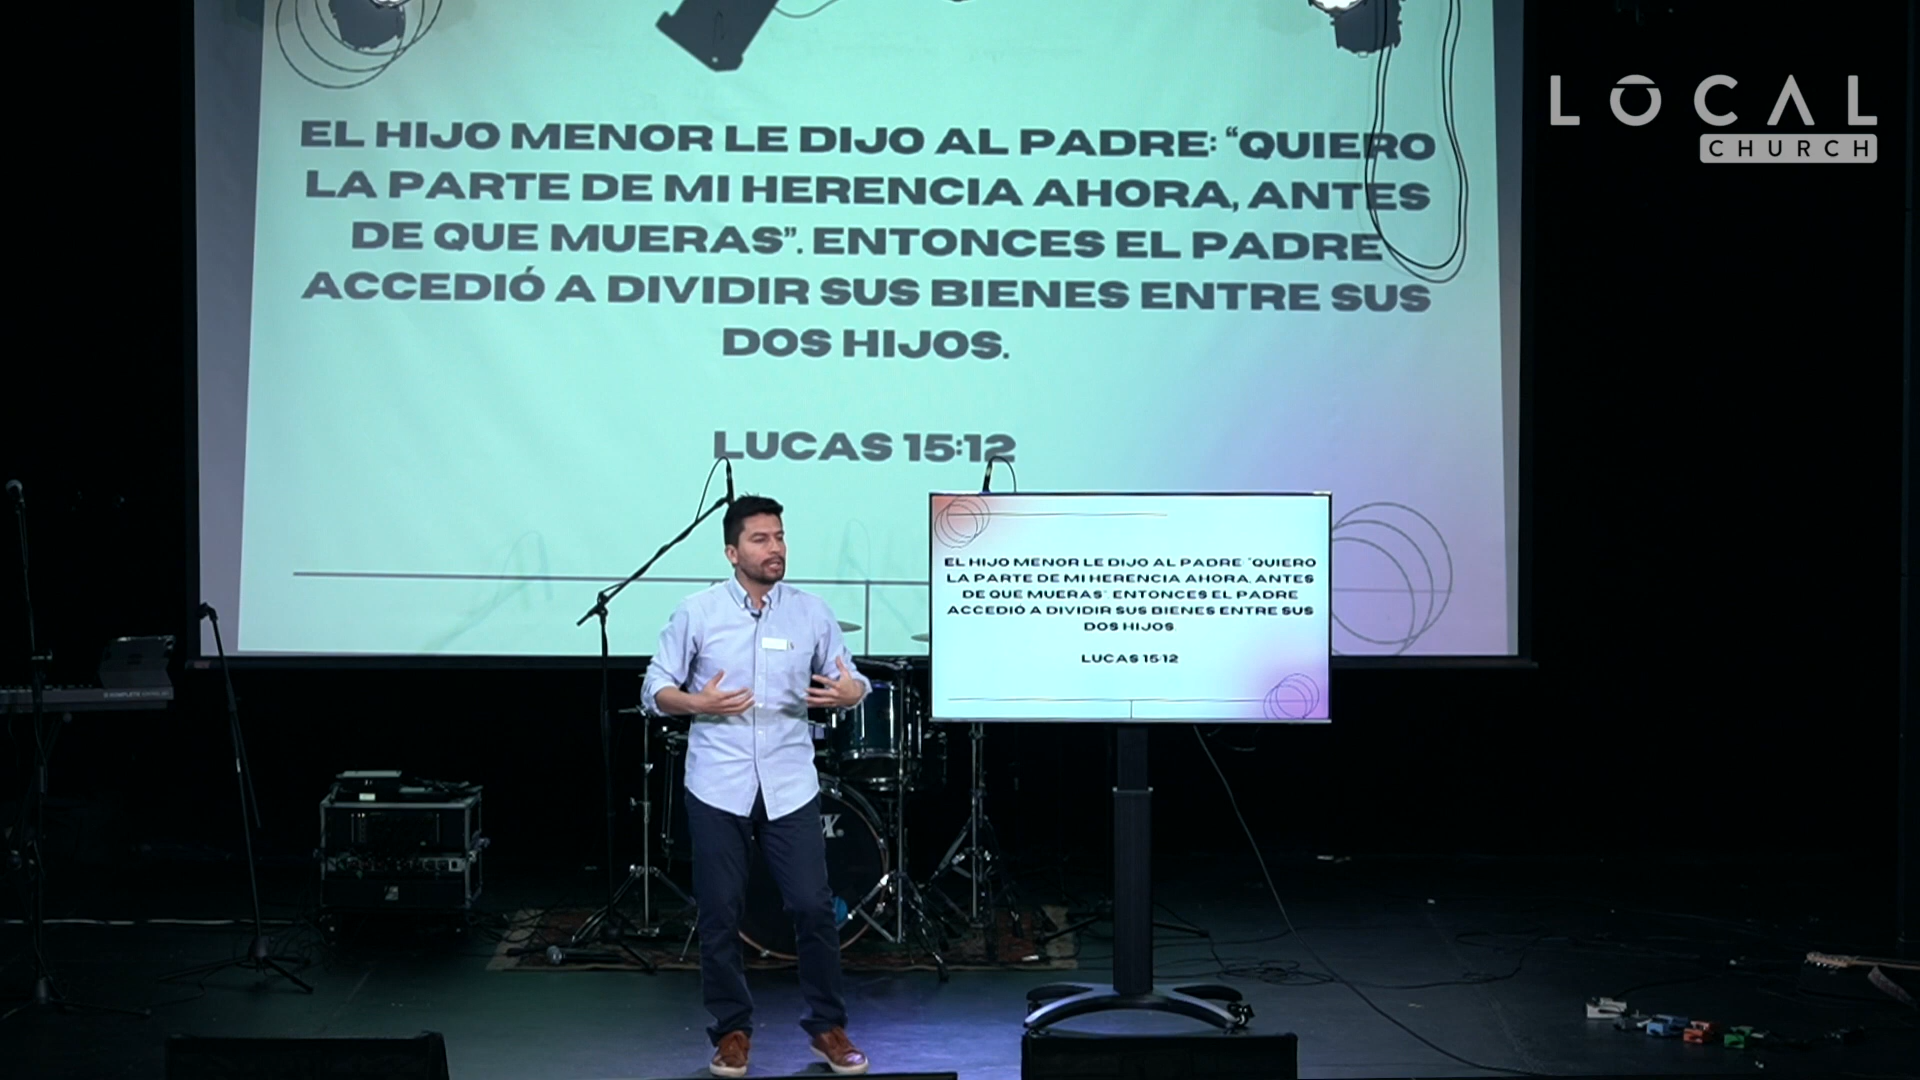 LOCAL
CHURCH
EL HIJO MENOR LE DIJO AL PADRE: “QUIERO
LA PARTE DE MI HERENCIA AHORA, ANTES
DE QUE MUERAS”. ENTONCES EL PADRE
ACCEDIÓ A DIVIDIR SUS BIENES ENTRE SUS
DOS HIJOS.
LUCAS 15:12
EL HIJO MENOR LE DIJO AL PADRE: “QUIERO
LA PARTE DE MI HERENCIA AHORA, ANTES
DE QUE MUERAS”. ENTONCES EL PADRE
ACCEDIÓ A DIVIDIR SUS BIENES ENTRE SUS
DOS HIJOS.
LUCAS 15:12